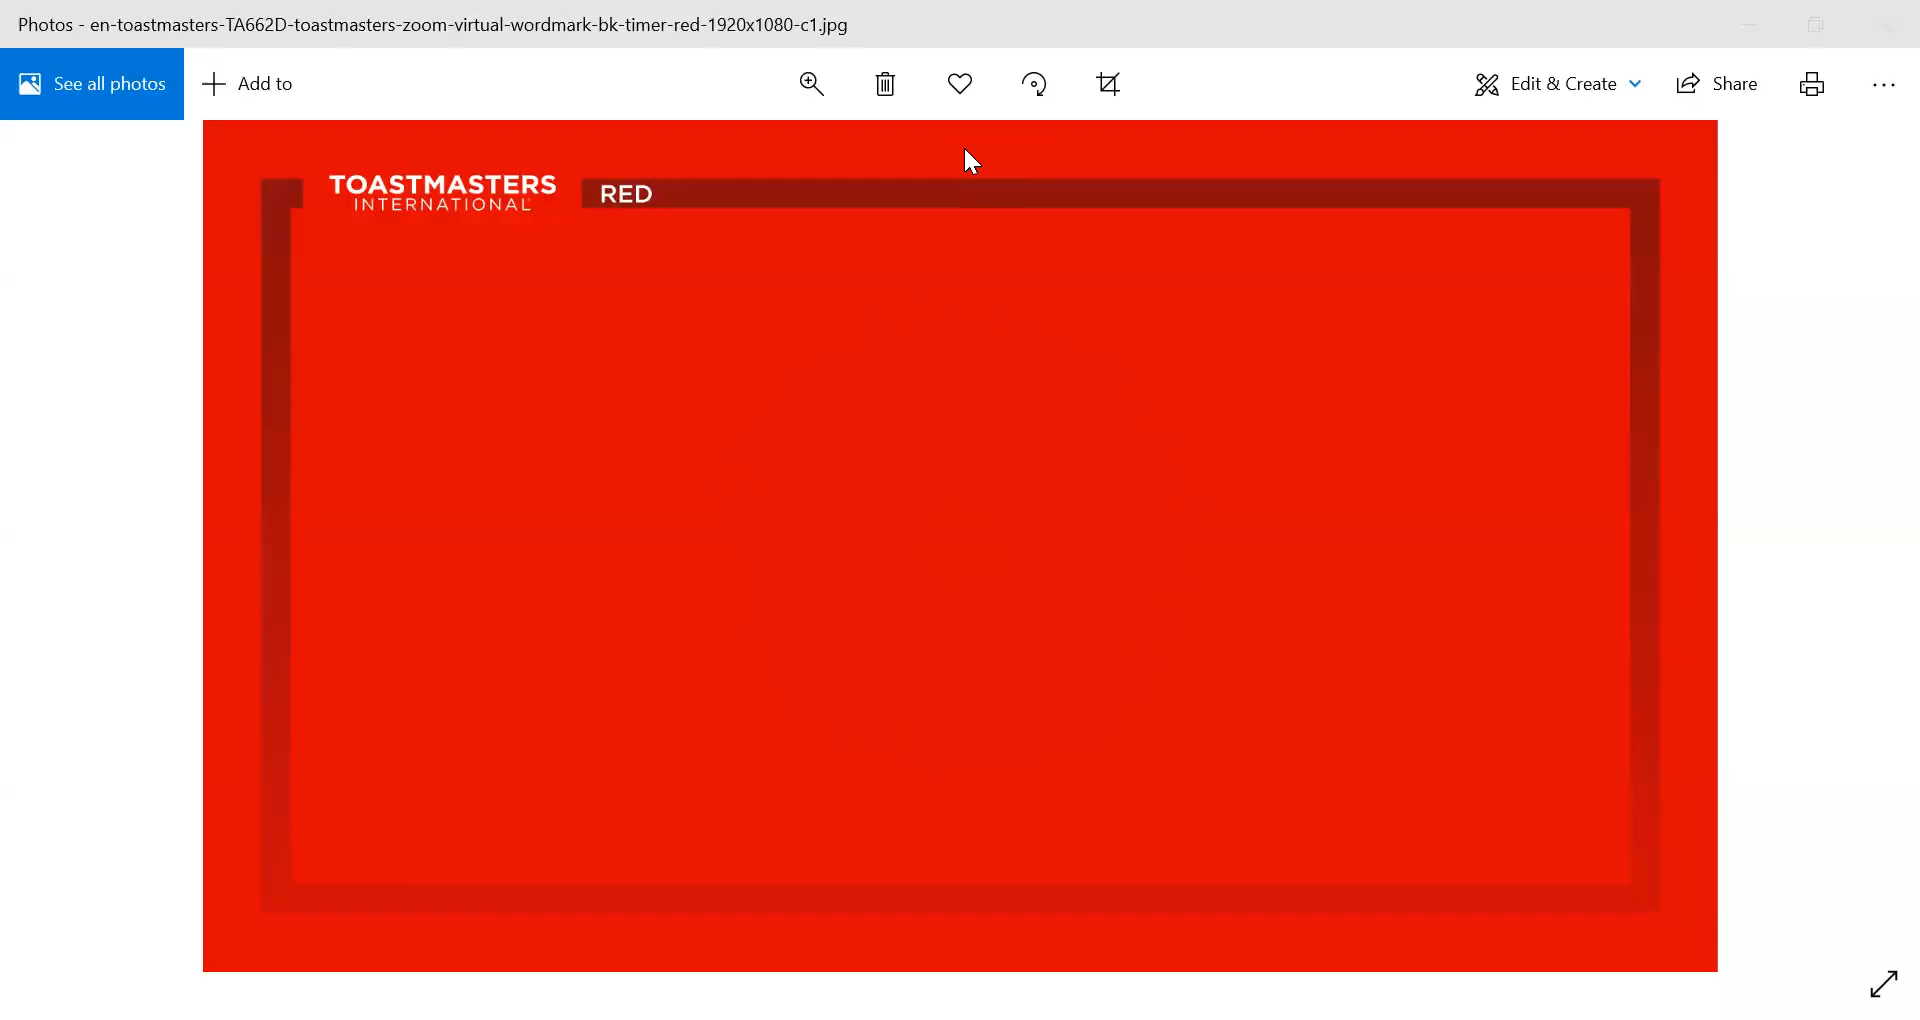 Photos - en-toastmasters-TA662D-toastmasters-zoom-virtual-wordmark-bk-timer-red-1920x1080-c1.jpg
See all photos
Add to
Edit & Create
Share
TOASTMASTERS
INTERNATIONAL
RED